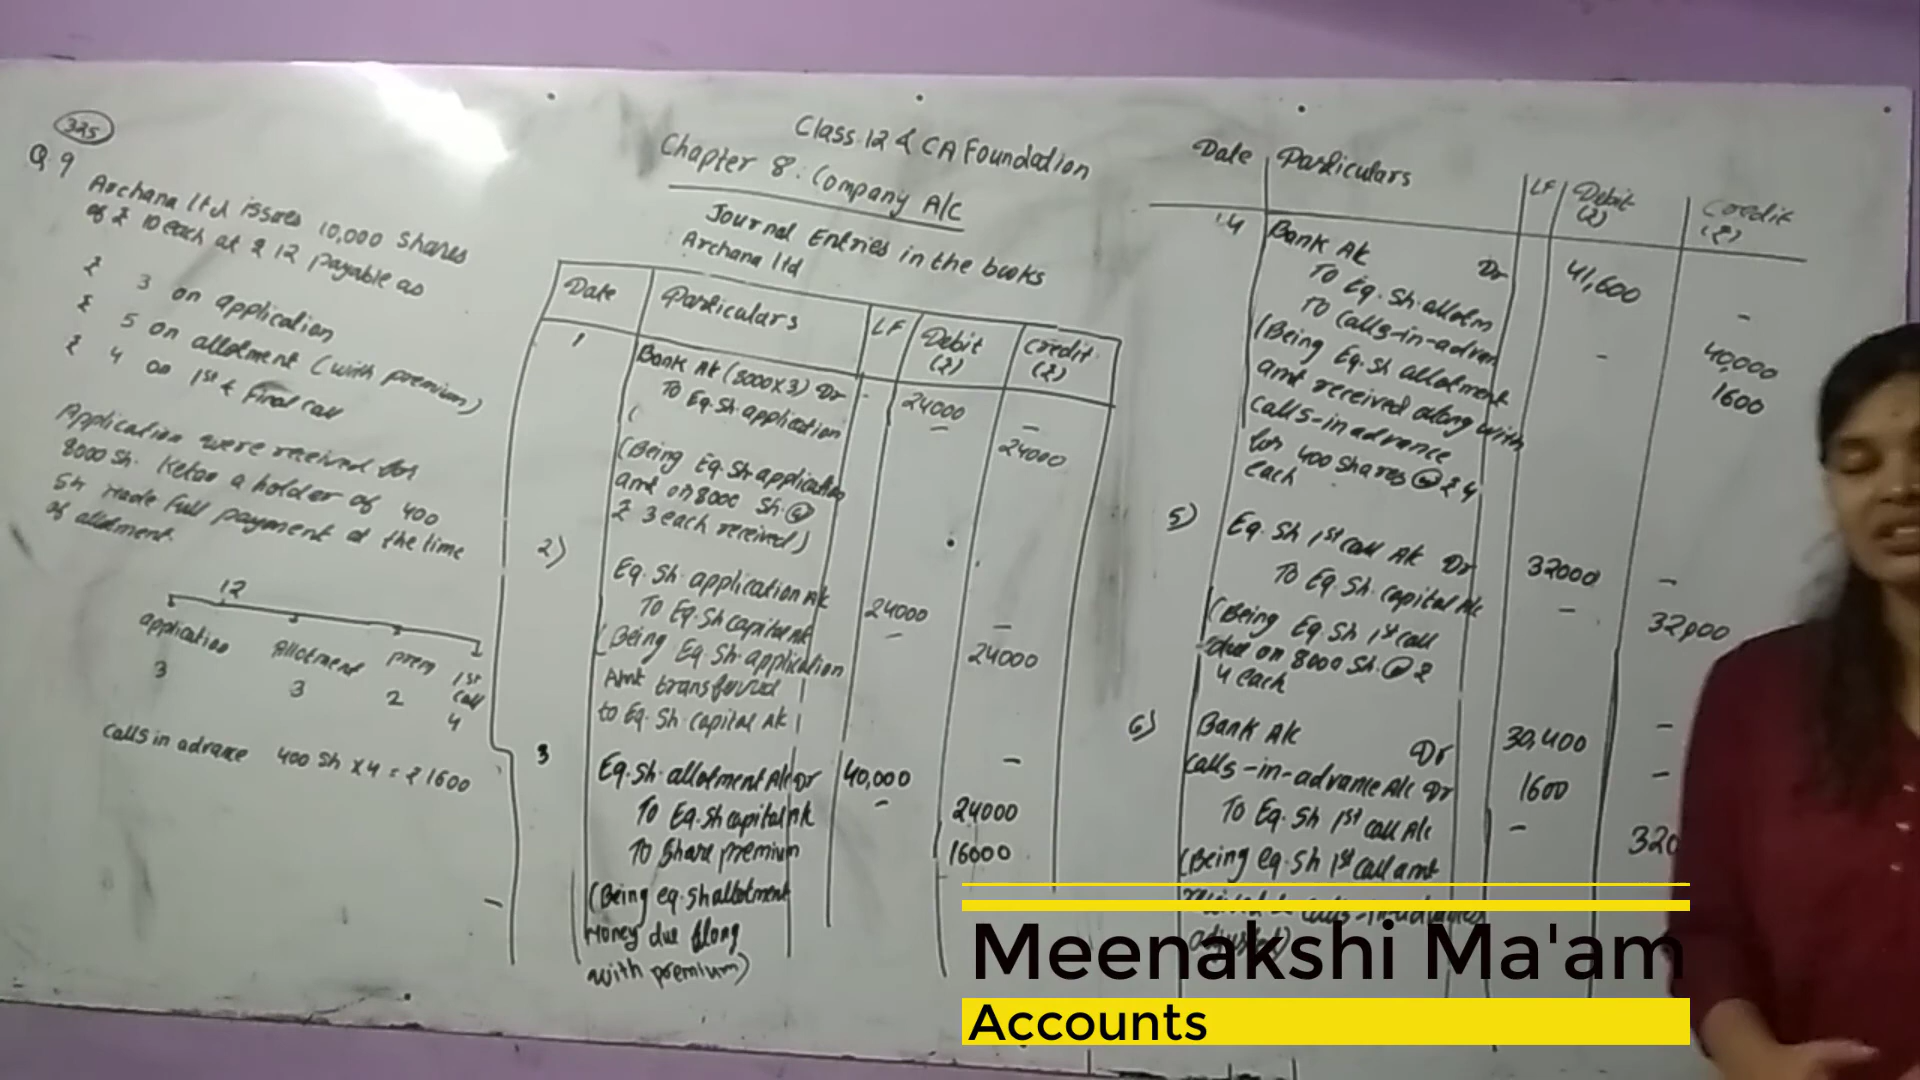 325
Q.9 Archana ltd issues 10,000 shares
of ₹ 10 each at ₹ 12 payable as
₹ 3 on application
₹ 5 on allotment (with premium)
₹ 4 on 1st & Final call
Application were received for
8000 Sh. Ketan a holder of 400
Sh made full payment at the time
of allotment.
12
application Allotment prem 1st call
3 3 2 4
Calls in advance 400 Sh x 4 = ₹ 1600
Class 12 & CA Foundation
Chapter 8: Company A/c
Journal Entries in the books
Archana ltd
Date Particulars LF Debit (₹) Credit (₹)
1 Bank A/c (8000x3) Dr 24000 –
To Eq. Sh. application 24000
(
(Being Eq. Sh application
amt on 8000 Sh. @
₹ 3 each received)
2) Eq. Sh. application A/c 24000 –
To Eq. Sh capital A/c – 24000
(Being Eq. Sh. application
Amt transferred
to Eq. Sh Capital A/c
3 Eq. Sh. allotment A/c Dr 40,000 –
To Eq. Sh capital A/c – 24000
To Share premium 16000
(Being eq. Sh allotment
Money due along
with premium)
Date Particulars LF Debit (₹) Credit (₹)
4 Bank A/c Dr 41,600 –
To Eq. Sh. allotm – 40,000
To Calls-in-advan 1600
(Being Eq. Sh allotment
amt received along with
calls-in advance
for 400 shares @ ₹ 4
each
5) Eq. Sh 1st call A/c Dr 32000 –
To Eq. Sh capital A/c – 32,000
(Being Eq. Sh 1st call
due on 8000 Sh @ ₹
4 each
6) Bank A/c Dr 30,400 –
Calls-in-advance A/c Dr 1600 –
To Eq. Sh 1st call A/c – 320
(Being eq. Sh 1st call amt
Meenakshi Ma'am
Accounts